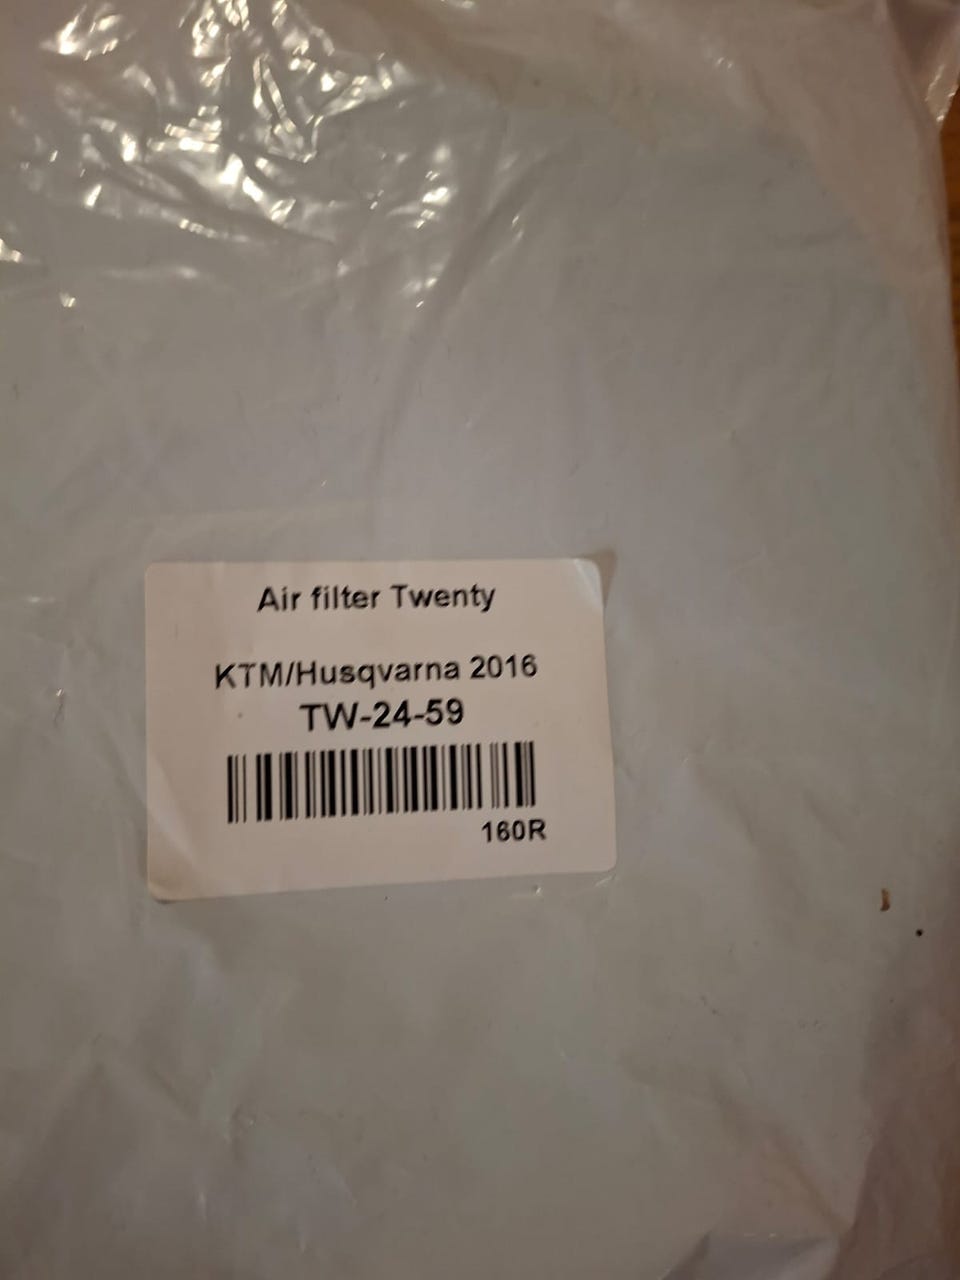 Air filter Twenty
KTM/Husqvarna 2016
TW-24-59
160R